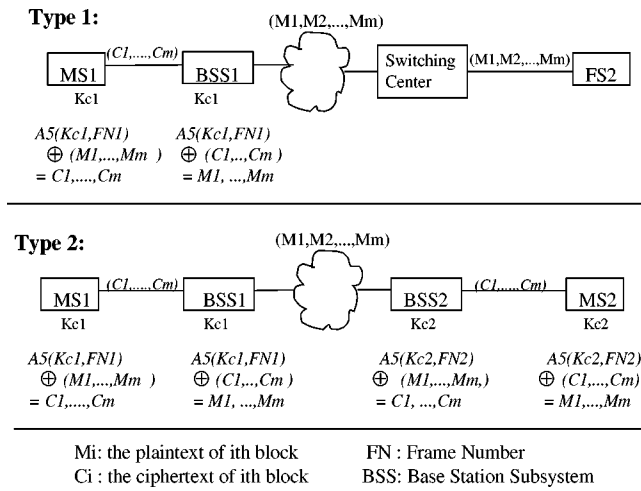 Type 1:
(M1,M2,...,Mm)
(C1,....,Cm)
MS1
BSS1
Switching
Center
(M1,M2,...,Mm)
FS2
Kc1
Kc1
A5(Kc1,FN1)
⊕ (M1,...,Mm )
= C1,....,Cm
A5(Kc1,FN1)
⊕ (C1,..,Cm )
= M1, ...,Mm
Type 2:
(M1,M2,...,Mm)
(C1,....,Cm)
(C1,.....,Cm)
MS1
BSS1
BSS2
MS2
Kc1
Kc1
Kc2
Kc2
A5(Kc1,FN1)
⊕ (M1,...,Mm )
= C1,....,Cm
A5(Kc1,FN1)
⊕ (C1,..,Cm )
= M1, ...,Mm
A5(Kc2,FN2)
⊕ (M1,...,Mm,)
= C1, ...,Cm
A5(Kc2,FN2)
⊕ (C1,...,Cm)
= M1,...,Mm
Mi: the plaintext of ith block
FN : Frame Number
Ci : the ciphertext of ith block
BSS: Base Station Subsystem